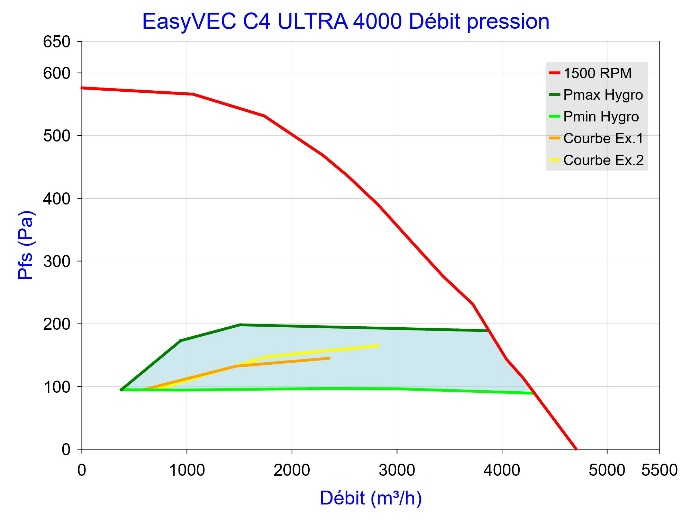 EasyVEC C4 ULTRA 4000 Débit pression
650
600
500
400
300
200
100
0
Pfs (Pa)
1500 RPM
Pmax Hygro
Pmin Hygro
Courbe Ex.1
Courbe Ex.2
0 1000 2000 3000 4000 5000 5500
Débit (m³/h)